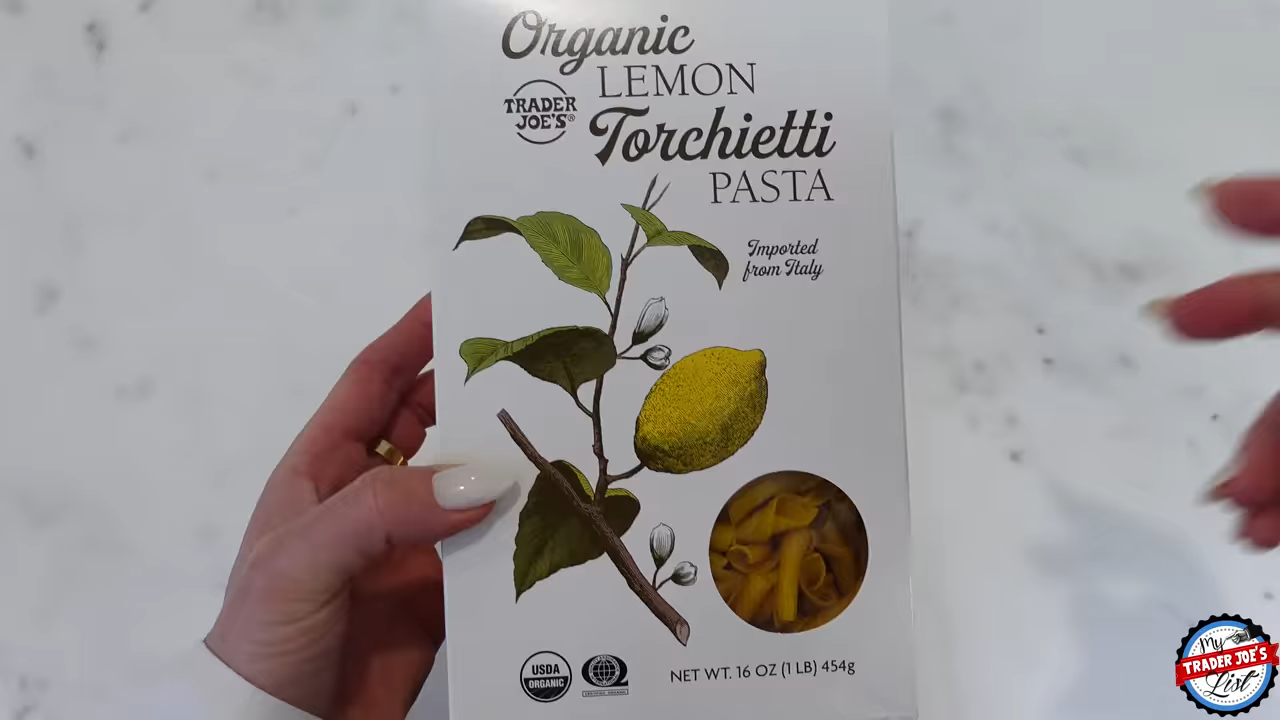 Organic
LEMON
TRADER
JOE'S®
Torchietti
PASTA
Imported
from Italy
USDA
ORGANIC
NET WT. 16 OZ (1 LB) 454g
My
TRADER JOE'S
List